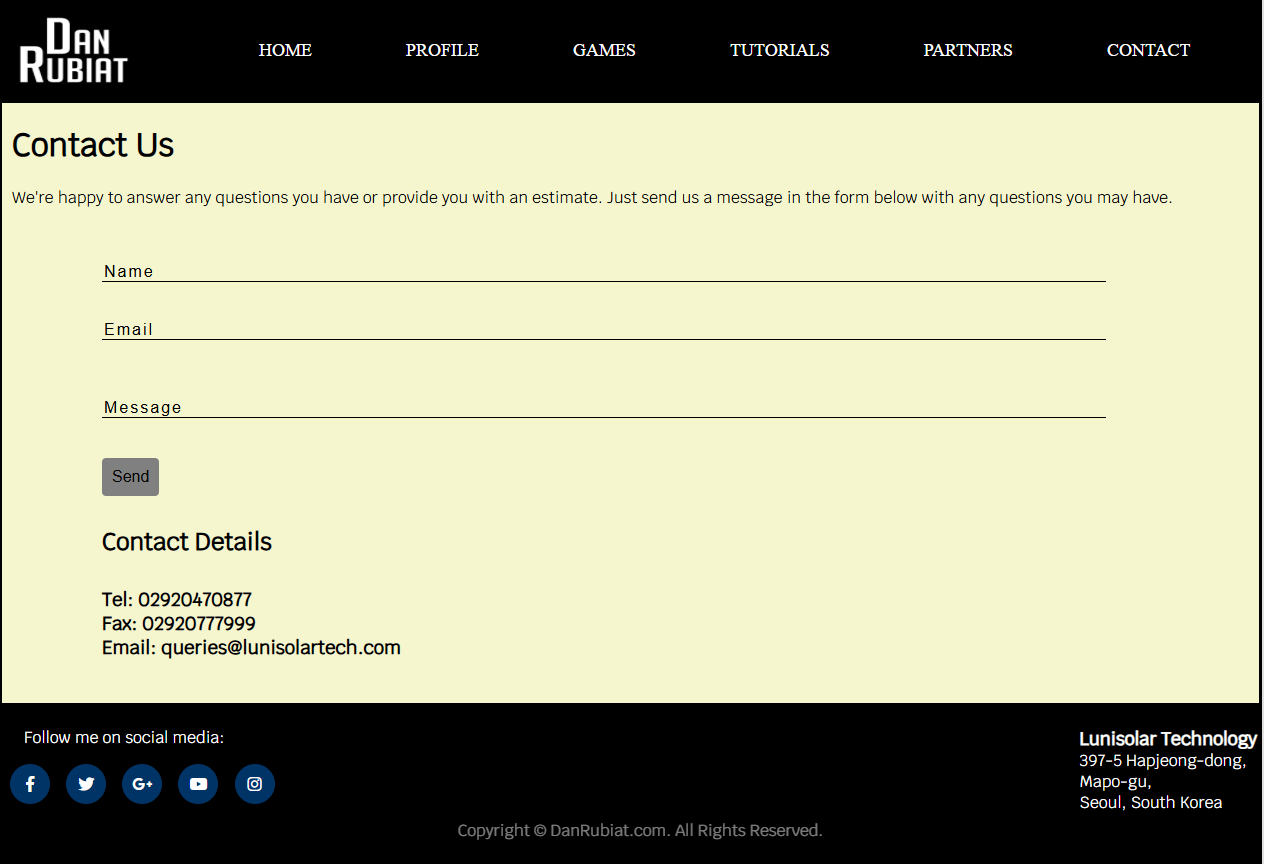 DAN
RUBIAT
HOME PROFILE GAMES TUTORIALS PARTNERS CONTACT
Contact Us
We're happy to answer any questions you have or provide you with an estimate. Just send us a message in the form below with any questions you may have.
Name
Email
Message
Send
Contact Details
Tel: 02920470877
Fax: 02920777999
Email: queries@lunisolartech.com
Follow me on social media:
G+
Lunisolar Technology
397-5 Hapjeong-dong,
Mapo-gu,
Seoul, South Korea
Copyright © DanRubiat.com. All Rights Reserved.